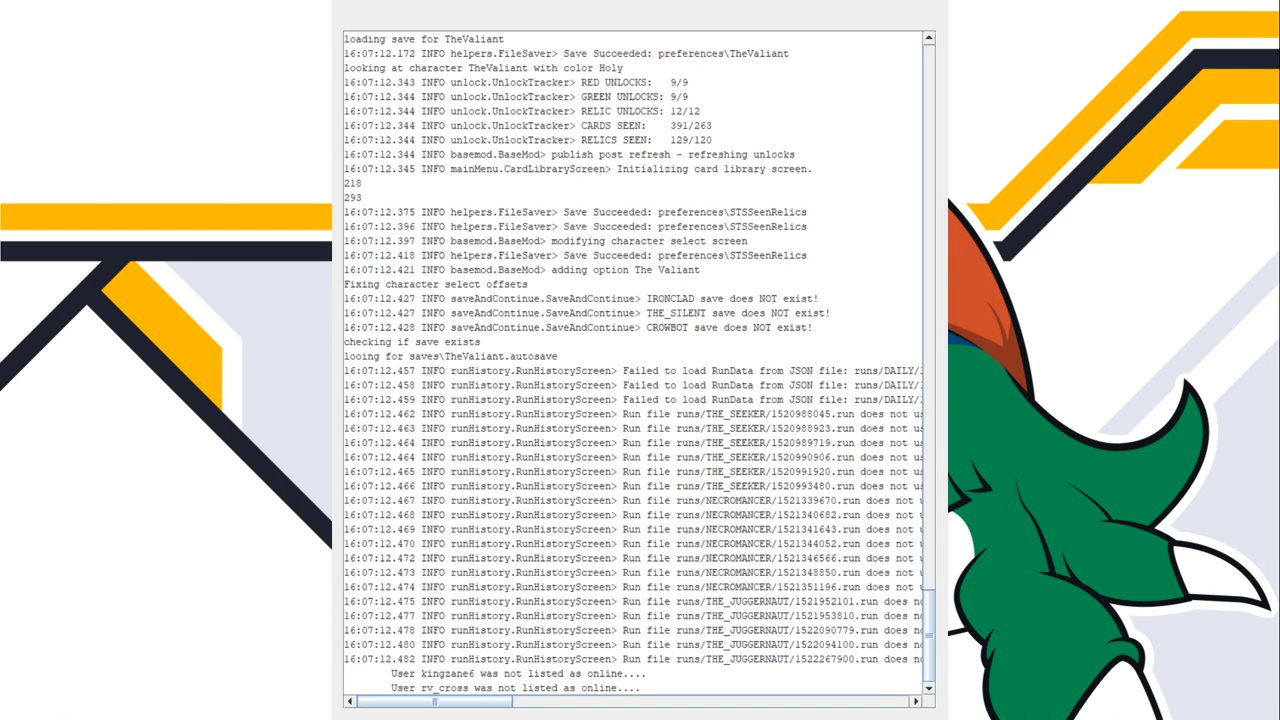 loading save for TheValiant
16:07:12.172 INFO helpers.FileSaver> Save Succeeded: preferences\TheValiant
looking at character TheValiant with color Holy
16:07:12.343 INFO unlock.UnlockTracker> RED UNLOCKS: 9/9
16:07:12.344 INFO unlock.UnlockTracker> GREEN UNLOCKS: 9/9
16:07:12.344 INFO unlock.UnlockTracker> RELIC UNLOCKS: 12/12
16:07:12.344 INFO unlock.UnlockTracker> CARDS SEEN: 391/263
16:07:12.344 INFO unlock.UnlockTracker> RELICS SEEN: 129/120
16:07:12.344 INFO basemod.BaseMod> publish post refresh - refreshing unlocks
16:07:12.345 INFO mainMenu.CardLibraryScreen> Initializing card library screen.
218
293
16:07:12.375 INFO helpers.FileSaver> Save Succeeded: preferences\STSSeenRelics
16:07:12.396 INFO helpers.FileSaver> Save Succeeded: preferences\STSSeenRelics
16:07:12.397 INFO basemod.BaseMod> modifying character select screen
16:07:12.418 INFO helpers.FileSaver> Save Succeeded: preferences\STSSeenRelics
16:07:12.421 INFO basemod.BaseMod> adding option The Valiant
Fixing character select offsets
16:07:12.427 INFO saveAndContinue.SaveAndContinue> IRONCLAD save does NOT exist!
16:07:12.427 INFO saveAndContinue.SaveAndContinue> THE_SILENT save does NOT exist!
16:07:12.428 INFO saveAndContinue.SaveAndContinue> CROWBOT save does NOT exist!
checking if save exists
looing for saves\TheValiant.autosave
16:07:12.457 INFO runHistory.RunHistoryScreen> Failed to load RunData from JSON file: runs/DAILY/
16:07:12.458 INFO runHistory.RunHistoryScreen> Failed to load RunData from JSON file: runs/DAILY/
16:07:12.459 INFO runHistory.RunHistoryScreen> Failed to load RunData from JSON file: runs/DAILY/
16:07:12.462 INFO runHistory.RunHistoryScreen> Run file runs/THE_SEEKER/1520988045.run does not
16:07:12.463 INFO runHistory.RunHistoryScreen> Run file runs/THE_SEEKER/1520988923.run does not
16:07:12.464 INFO runHistory.RunHistoryScreen> Run file runs/THE_SEEKER/1520989719.run does not
16:07:12.464 INFO runHistory.RunHistoryScreen> Run file runs/THE_SEEKER/1520990906.run does not
16:07:12.465 INFO runHistory.RunHistoryScreen> Run file runs/THE_SEEKER/1520991920.run does not
16:07:12.466 INFO runHistory.RunHistoryScreen> Run file runs/THE_SEEKER/1520993480.run does not
16:07:12.467 INFO runHistory.RunHistoryScreen> Run file runs/NECROMANCER/1521339670.run does not
16:07:12.468 INFO runHistory.RunHistoryScreen> Run file runs/NECROMANCER/1521340682.run does not
16:07:12.469 INFO runHistory.RunHistoryScreen> Run file runs/NECROMANCER/1521341643.run does not
16:07:12.470 INFO runHistory.RunHistoryScreen> Run file runs/NECROMANCER/1521344052.run does not
16:07:12.472 INFO runHistory.RunHistoryScreen> Run file runs/NECROMANCER/1521346566.run does not
16:07:12.473 INFO runHistory.RunHistoryScreen> Run file runs/NECROMANCER/1521348850.run does not
16:07:12.474 INFO runHistory.RunHistoryScreen> Run file runs/NECROMANCER/1521351196.run does not
16:07:12.475 INFO runHistory.RunHistoryScreen> Run file runs/THE_JUGGERNAUT/1521952101.run does
16:07:12.477 INFO runHistory.RunHistoryScreen> Run file runs/THE_JUGGERNAUT/1521953810.run does
16:07:12.478 INFO runHistory.RunHistoryScreen> Run file runs/THE_JUGGERNAUT/1522090779.run does
16:07:12.480 INFO runHistory.RunHistoryScreen> Run file runs/THE_JUGGERNAUT/1522094100.run does
16:07:12.482 INFO runHistory.RunHistoryScreen> Run file runs/THE_JUGGERNAUT/1522267900.run does
User kingzane6 was not listed as online....
User rv_cross was not listed as online....